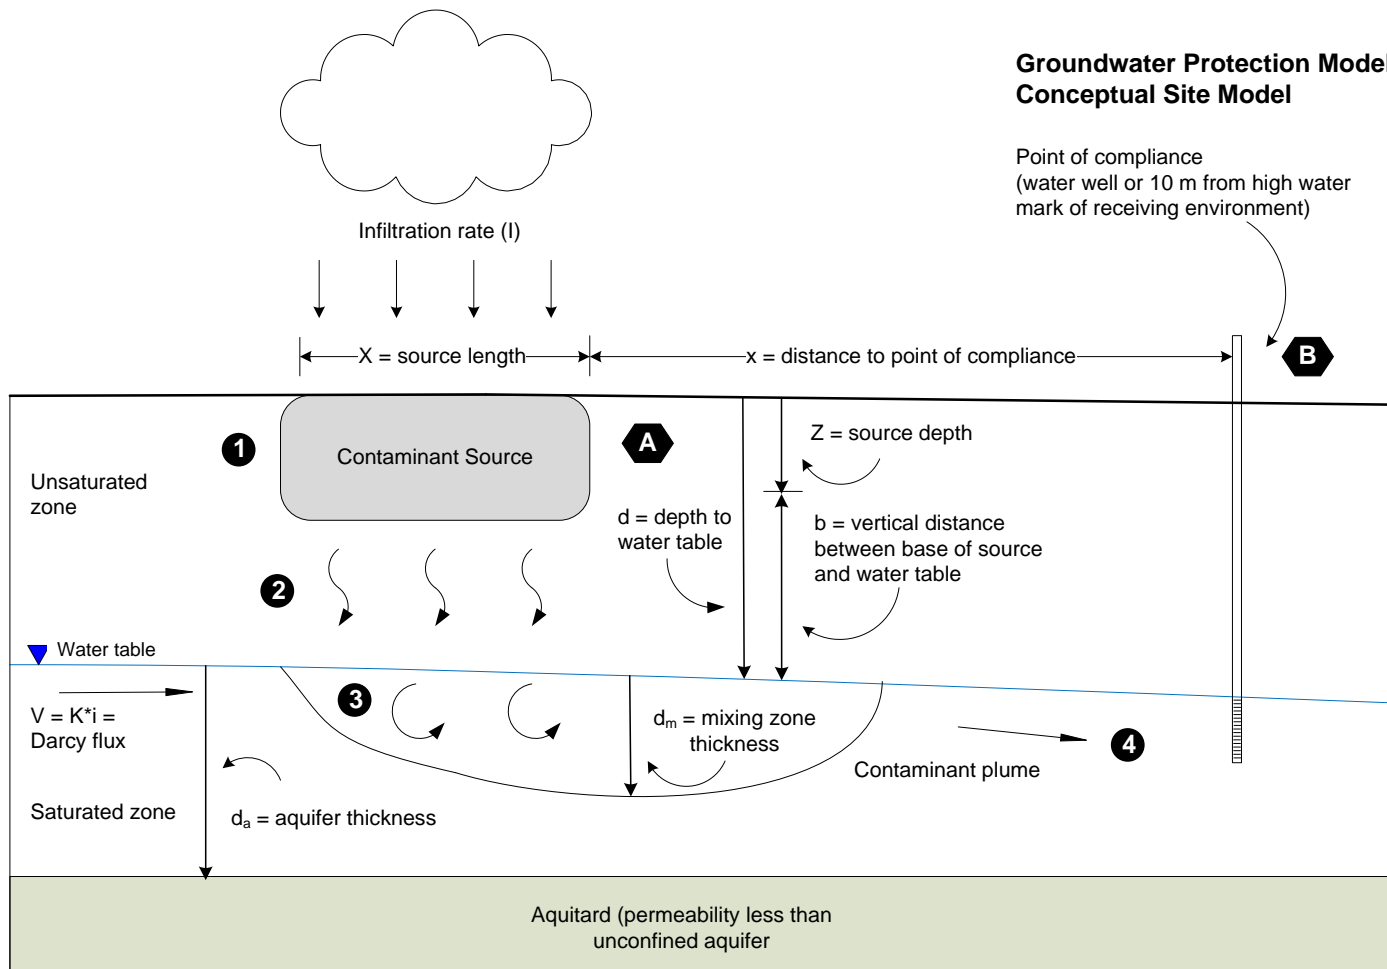 Groundwater Protection Model
Conceptual Site Model
Point of compliance
(water well or 10 m from high water
mark of receiving environment)
Infiltration rate (I)
X = source length
x = distance to point of compliance
B
1
Contaminant Source
A
Z = source depth
Unsaturated
zone
d = depth to
water table
b = vertical distance
between base of source
and water table
2
Water table
3
V = K*i =
Darcy flux
dm = mixing zone
thickness
4
Contaminant plume
Saturated zone
da = aquifer thickness
Aquitard (permeability less than
unconfined aquifer